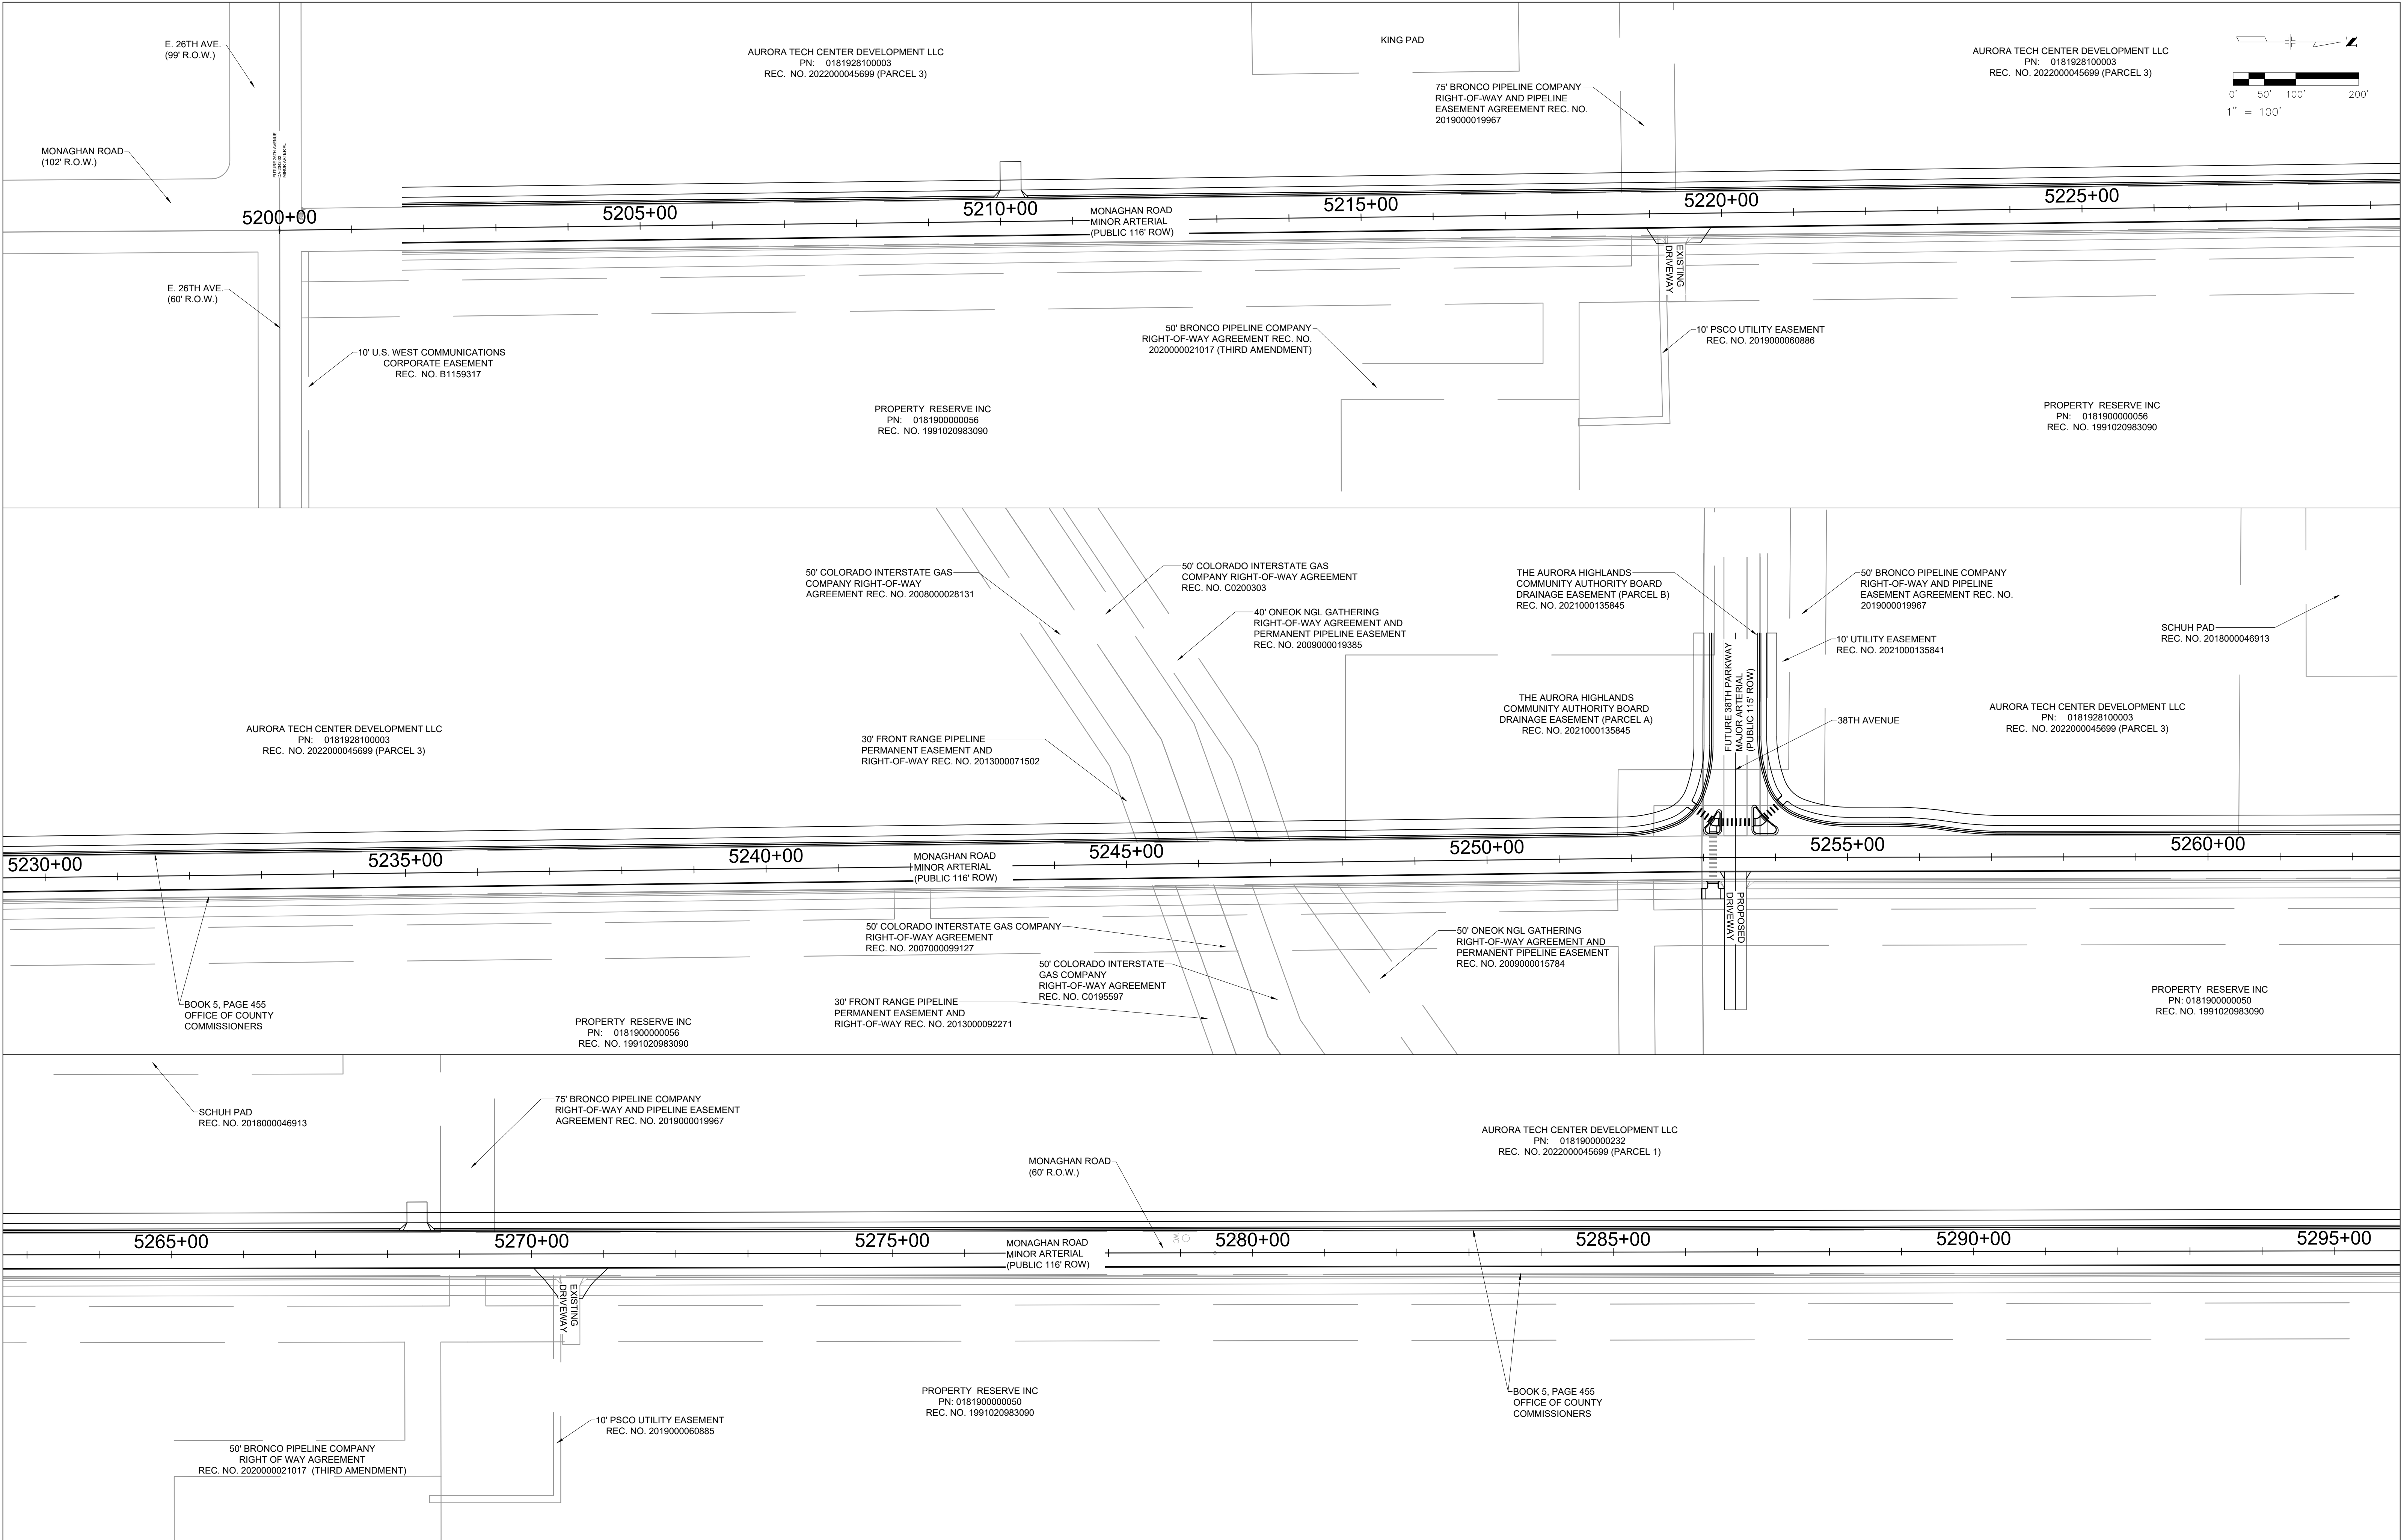 E. 26TH AVE.
(99' R.O.W.)
MONAGHAN ROAD
(102' R.O.W.)
FUTURE 26TH AVENUE
MINOR ARTERIAL
AURORA TECH CENTER DEVELOPMENT LLC
PN: 0181928100003
REC. NO. 2022000045699 (PARCEL 3)
KING PAD
75' BRONCO PIPELINE COMPANY
RIGHT-OF-WAY AND PIPELINE
EASEMENT AGREEMENT REC. NO.
2019000019967
AURORA TECH CENTER DEVELOPMENT LLC
PN: 0181928100003
REC. NO. 2022000045699 (PARCEL 3)
N
0' 50' 100' 200'
1" = 100'
5200+00 5205+00 5210+00 5215+00 5220+00 5225+00
MONAGHAN ROAD
MINOR ARTERIAL
(PUBLIC 116' ROW)
EXISTING
DRIVEWAY
E. 26TH AVE.
(60' R.O.W.)
10' U.S. WEST COMMUNICATIONS
CORPORATE EASEMENT
REC. NO. B1159317
50' BRONCO PIPELINE COMPANY
RIGHT-OF-WAY AGREEMENT REC. NO.
2020000021017 (THIRD AMENDMENT)
10' PSCO UTILITY EASEMENT
REC. NO. 2019000060886
PROPERTY RESERVE INC
PN: 0181900000056
REC. NO. 1991020983090
PROPERTY RESERVE INC
PN: 0181900000056
REC. NO. 1991020983090
50' COLORADO INTERSTATE GAS
COMPANY RIGHT-OF-WAY
AGREEMENT REC. NO. 2008000028131
50' COLORADO INTERSTATE GAS
COMPANY RIGHT-OF-WAY AGREEMENT
REC. NO. C0200303
40' ONEOK NGL GATHERING
RIGHT-OF-WAY AGREEMENT AND
PERMANENT PIPELINE EASEMENT
REC. NO. 2009000019385
THE AURORA HIGHLANDS
COMMUNITY AUTHORITY BOARD
DRAINAGE EASEMENT (PARCEL B)
REC. NO. 2021000135845
50' BRONCO PIPELINE COMPANY
RIGHT-OF-WAY AND PIPELINE
EASEMENT AGREEMENT REC. NO.
2019000019967
10' UTILITY EASEMENT
REC. NO. 2021000135841
SCHUH PAD
REC. NO. 2018000046913
AURORA TECH CENTER DEVELOPMENT LLC
PN: 0181928100003
REC. NO. 2022000045699 (PARCEL 3)
30' FRONT RANGE PIPELINE
PERMANENT EASEMENT AND
RIGHT-OF-WAY REC. NO. 2013000071502
THE AURORA HIGHLANDS
COMMUNITY AUTHORITY BOARD
DRAINAGE EASEMENT (PARCEL A)
REC. NO. 2021000135845
FUTURE 38TH PARKWAY
MAJOR ARTERIAL
(PUBLIC 115' ROW)
38TH AVENUE
AURORA TECH CENTER DEVELOPMENT LLC
PN: 0181928100003
REC. NO. 2022000045699 (PARCEL 3)
5230+00 5235+00 5240+00 5245+00 5250+00 5255+00 5260+00
MONAGHAN ROAD
MINOR ARTERIAL
(PUBLIC 116' ROW)
PROPOSED
DRIVEWAY
BOOK 5, PAGE 455
OFFICE OF COUNTY
COMMISSIONERS
PROPERTY RESERVE INC
PN: 0181900000056
REC. NO. 1991020983090
50' COLORADO INTERSTATE GAS COMPANY
RIGHT-OF-WAY AGREEMENT
REC. NO. 2007000099127
50' COLORADO INTERSTATE
GAS COMPANY
RIGHT-OF-WAY AGREEMENT
REC. NO. C0195597
30' FRONT RANGE PIPELINE
PERMANENT EASEMENT AND
RIGHT-OF-WAY REC. NO. 2013000092271
50' ONEOK NGL GATHERING
RIGHT-OF-WAY AGREEMENT AND
PERMANENT PIPELINE EASEMENT
REC. NO. 2009000015784
PROPERTY RESERVE INC
PN: 0181900000050
REC. NO. 1991020983090
SCHUH PAD
REC. NO. 2018000046913
75' BRONCO PIPELINE COMPANY
RIGHT-OF-WAY AND PIPELINE EASEMENT
AGREEMENT REC. NO. 2019000019967
MONAGHAN ROAD
(60' R.O.W.)
AURORA TECH CENTER DEVELOPMENT LLC
PN: 0181900000232
REC. NO. 2022000045699 (PARCEL 1)
5265+00 5270+00 5275+00 5280+00 5285+00 5290+00 5295+00
MONAGHAN ROAD
MINOR ARTERIAL
(PUBLIC 116' ROW)
EXISTING
DRIVEWAY
50' BRONCO PIPELINE COMPANY
RIGHT OF WAY AGREEMENT
REC. NO. 2020000021017 (THIRD AMENDMENT)
10' PSCO UTILITY EASEMENT
REC. NO. 2019000060885
PROPERTY RESERVE INC
PN: 0181900000050
REC. NO. 1991020983090
BOOK 5, PAGE 455
OFFICE OF COUNTY
COMMISSIONERS